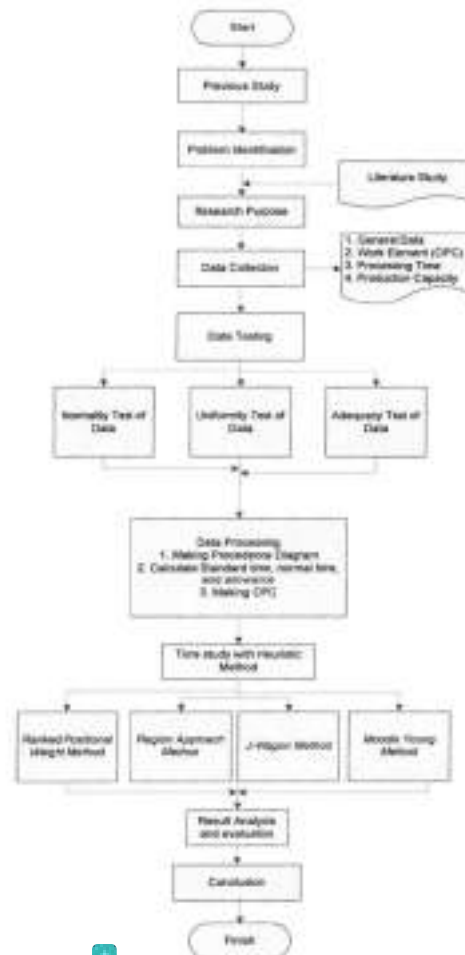 Start
Previous Study
Problem Identification
Literature Study
Research Purpose
Data Collection
1. General Data
2. Work Element (OPC)
3. Processing Time
4. Production Capacity
Data Testing
Normality Test of
Data
Uniformity Test of
Data
Adequacy Test of
Data
Data Processing
1. Making Precedence Diagram
2. Calculate Standard time, normal time,
and allowance
3. Making OPC
Time study with Heuristic
Method
Ranked Positional
Weight Method
Region Approach
Method
J-Wagon Method
Moodie Young
Method
Result Analysis
and evaluation
Conclusion
Finish